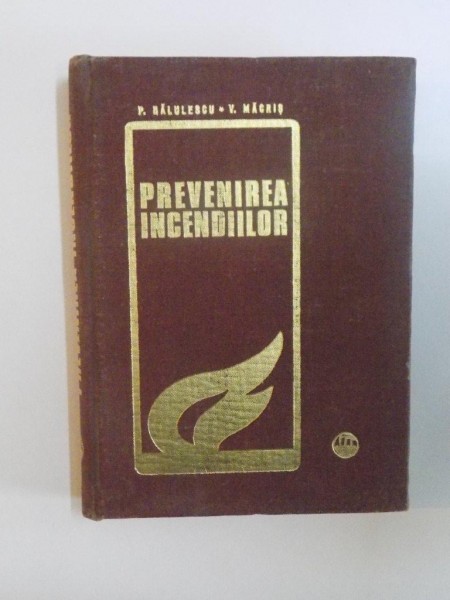 P. BĂLULESCU • V. MĂCRIȘ
PREVENIREA
INCENDIILOR